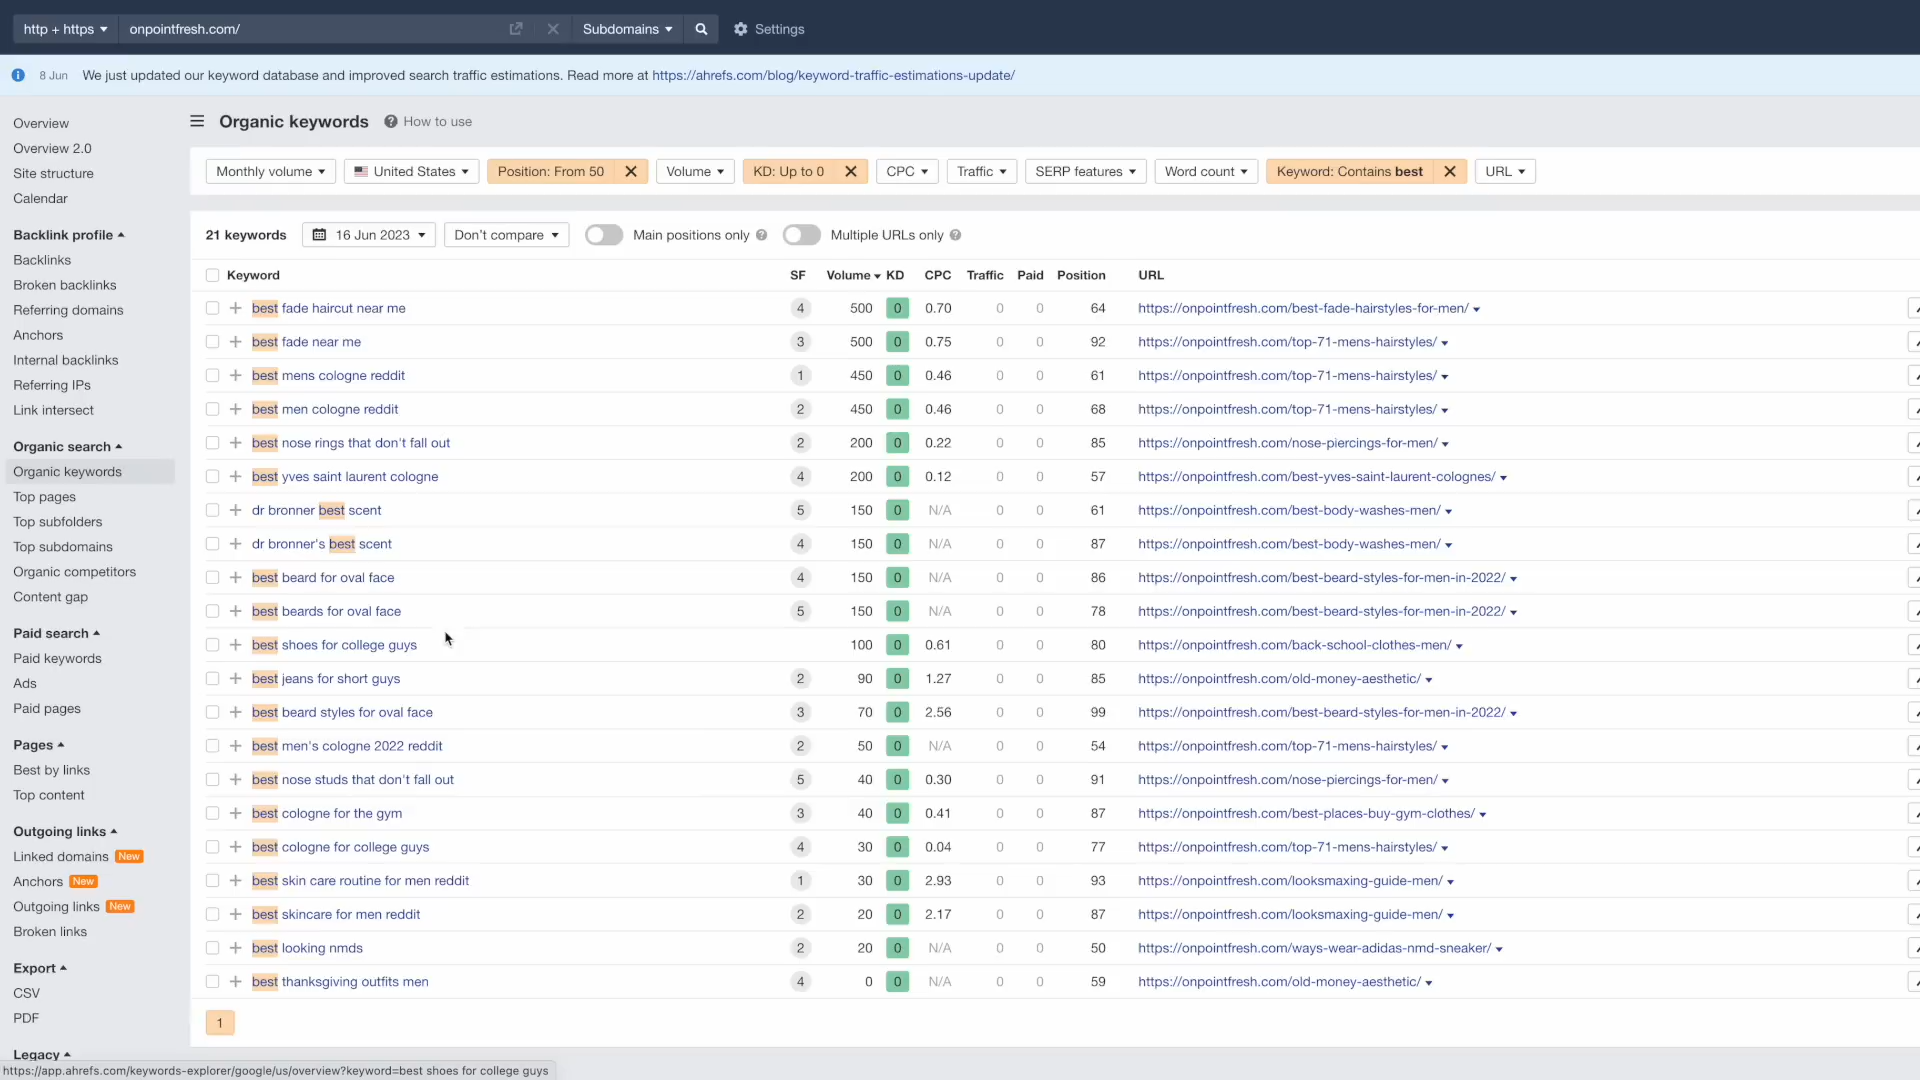 http + https onpointfresh.com/ Subdomains Settings
8 Jun We just updated our keyword database and improved search traffic estimations. Read more at https://ahrefs.com/blog/keyword-traffic-estimations-update/
Overview
Overview 2.0
Site structure
Calendar
Backlink profile
Backlinks
Broken backlinks
Referring domains
Anchors
Internal backlinks
Referring IPs
Link intersect
Organic search
Organic keywords
Top pages
Top subfolders
Top subdomains
Organic competitors
Content gap
Paid search
Paid keywords
Ads
Paid pages
Pages
Best by links
Top content
Outgoing links
Linked domains New
Anchors New
Outgoing links New
Broken links
Export
CSV
PDF
Legacy
Organic keywords ? How to use
Monthly volume United States Position: From 50 Volume KD: Up to 0 CPC Traffic SERP features Word count Keyword: Contains best URL
21 keywords 16 Jun 2023 Don't compare Main positions only ? Multiple URLs only ?
Keyword SF Volume KD CPC Traffic Paid Position URL
best fade haircut near me 4 500 0 0.70 0 0 64 https://onpointfresh.com/best-fade-hairstyles-for-men/
best fade near me 3 500 0 0.75 0 0 92 https://onpointfresh.com/top-71-mens-hairstyles/
best mens cologne reddit 1 450 0 0.46 0 0 61 https://onpointfresh.com/top-71-mens-hairstyles/
best men cologne reddit 2 450 0 0.46 0 0 68 https://onpointfresh.com/top-71-mens-hairstyles/
best nose rings that don't fall out 2 200 0 0.22 0 0 85 https://onpointfresh.com/nose-piercings-for-men/
best yves saint laurent cologne 4 200 0 0.12 0 0 57 https://onpointfresh.com/best-yves-saint-laurent-colognes/
dr bronner best scent 5 150 0 N/A 0 0 61 https://onpointfresh.com/best-body-washes-men/
dr bronner's best scent 4 150 0 N/A 0 0 87 https://onpointfresh.com/best-body-washes-men/
best beard for oval face 4 150 0 N/A 0 0 86 https://onpointfresh.com/best-beard-styles-for-men-in-2022/
best beards for oval face 5 150 0 N/A 0 0 78 https://onpointfresh.com/best-beard-styles-for-men-in-2022/
best shoes for college guys 100 0 0.61 0 0 80 https://onpointfresh.com/back-school-clothes-men/
best jeans for short guys 2 90 0 1.27 0 0 85 https://onpointfresh.com/old-money-aesthetic/
best beard styles for oval face 3 70 0 2.56 0 0 99 https://onpointfresh.com/best-beard-styles-for-men-in-2022/
best men's cologne 2022 reddit 2 50 0 N/A 0 0 54 https://onpointfresh.com/top-71-mens-hairstyles/
best nose studs that don't fall out 5 40 0 0.30 0 0 91 https://onpointfresh.com/nose-piercings-for-men/
best cologne for the gym 3 40 0 0.41 0 0 87 https://onpointfresh.com/best-places-buy-gym-clothes/
best cologne for college guys 4 30 0 0.04 0 0 77 https://onpointfresh.com/top-71-mens-hairstyles/
best skin care routine for men reddit 1 30 0 2.93 0 0 93 https://onpointfresh.com/looksmaxing-guide-men/
best skincare for men reddit 2 20 0 2.17 0 0 87 https://onpointfresh.com/looksmaxing-guide-men/
best looking nmds 2 20 0 N/A 0 0 50 https://onpointfresh.com/ways-wear-adidas-nmd-sneaker/
best thanksgiving outfits men 4 0 0 N/A 0 0 59 https://onpointfresh.com/old-money-aesthetic/
1
https://app.ahrefs.com/keywords-explorer/google/us/overview?keyword=best shoes for college guys